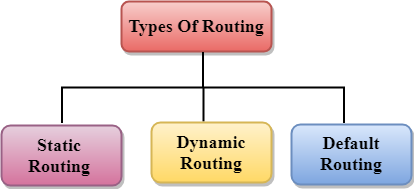 Types Of Routing
Static
Routing
Dynamic
Routing
Default
Routing